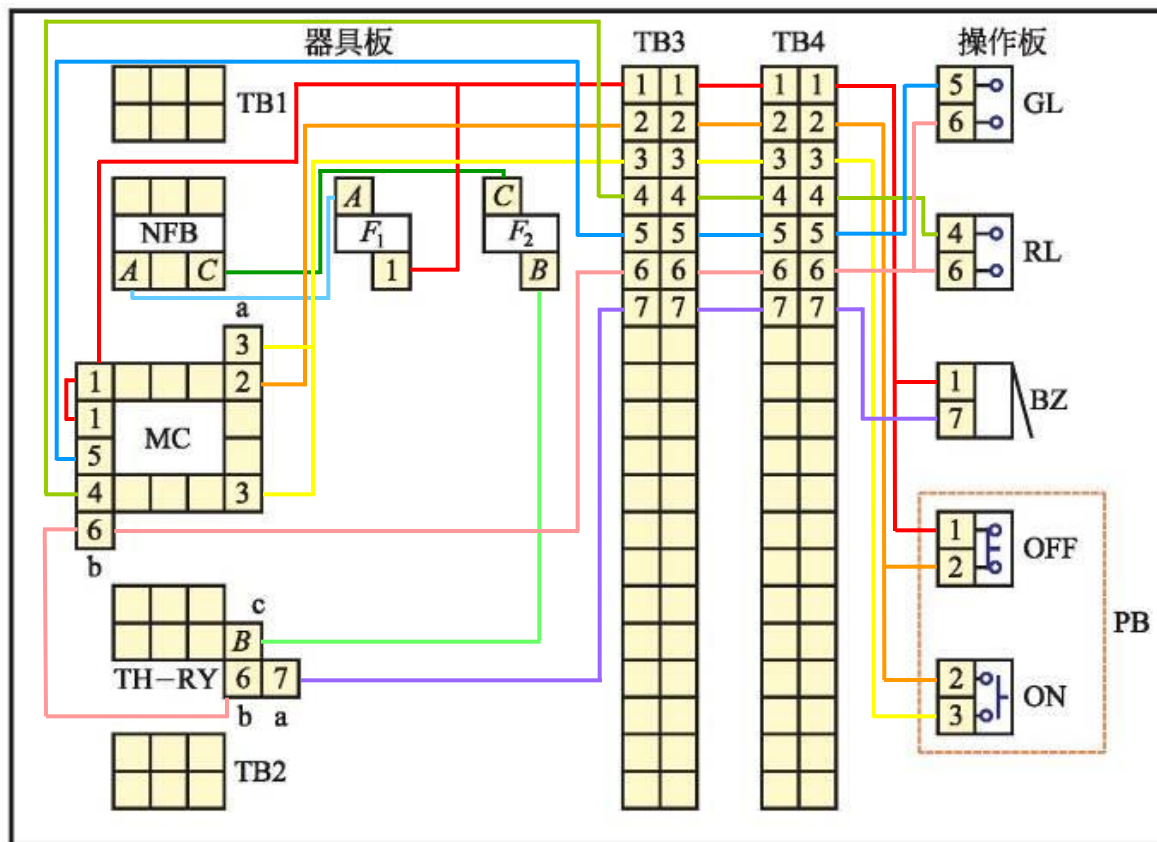 器具板 TB3 TB4 操作板
TB1
1 1 1 1
2 2 2 2
3 3 3 3
4 4 4 4
5 5 5 5
6 6 6 6
7 7 7 7
5 GL
6
NFB
A C
A
F1
1
C
F2
B
4 RL
6
a
3
1 2
1 MC
5
4 3
6
b
1 BZ
7
1 OFF
2
PB
2 ON
3
c
B
TH-RY 6 7
b a
TB2